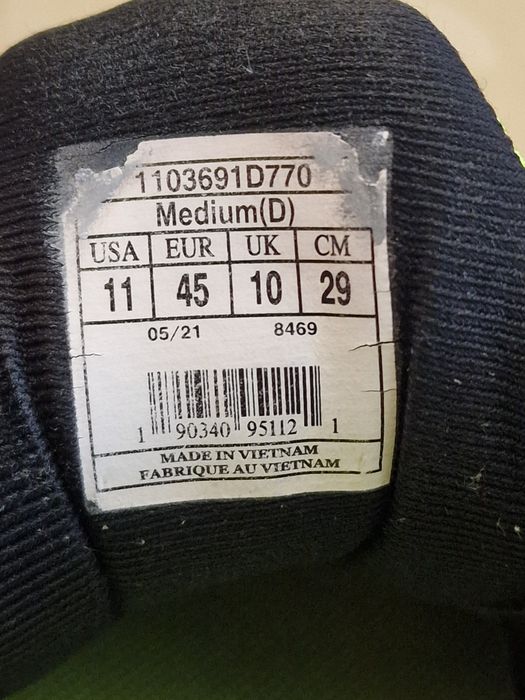 1103691D770
Medium(D)
USA EUR UK CM
11 45 10 29
05/21 8469
1 90340 95112 1
MADE IN VIETNAM
FABRIQUE AU VIETNAM